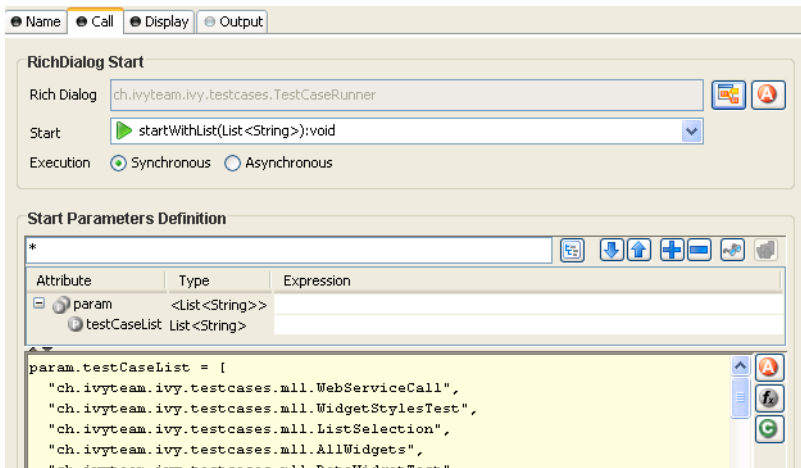 Name Call Display Output
RichDialog Start
Rich Dialog ch.ivyteam.ivy.testcases.TestCaseRunner
Start startWithList(List<String>):void
Execution Synchronous Asynchronous
Start Parameters Definition
*
Attribute Type Expression
param <List<String>>
testCaseList List<String>
param.testCaseList = [
"ch.ivyteam.ivy.testcases.mll.WebServiceCall",
"ch.ivyteam.ivy.testcases.mll.WidgetStylesTest",
"ch.ivyteam.ivy.testcases.mll.ListSelection",
"ch.ivyteam.ivy.testcases.mll.AllWidgets",